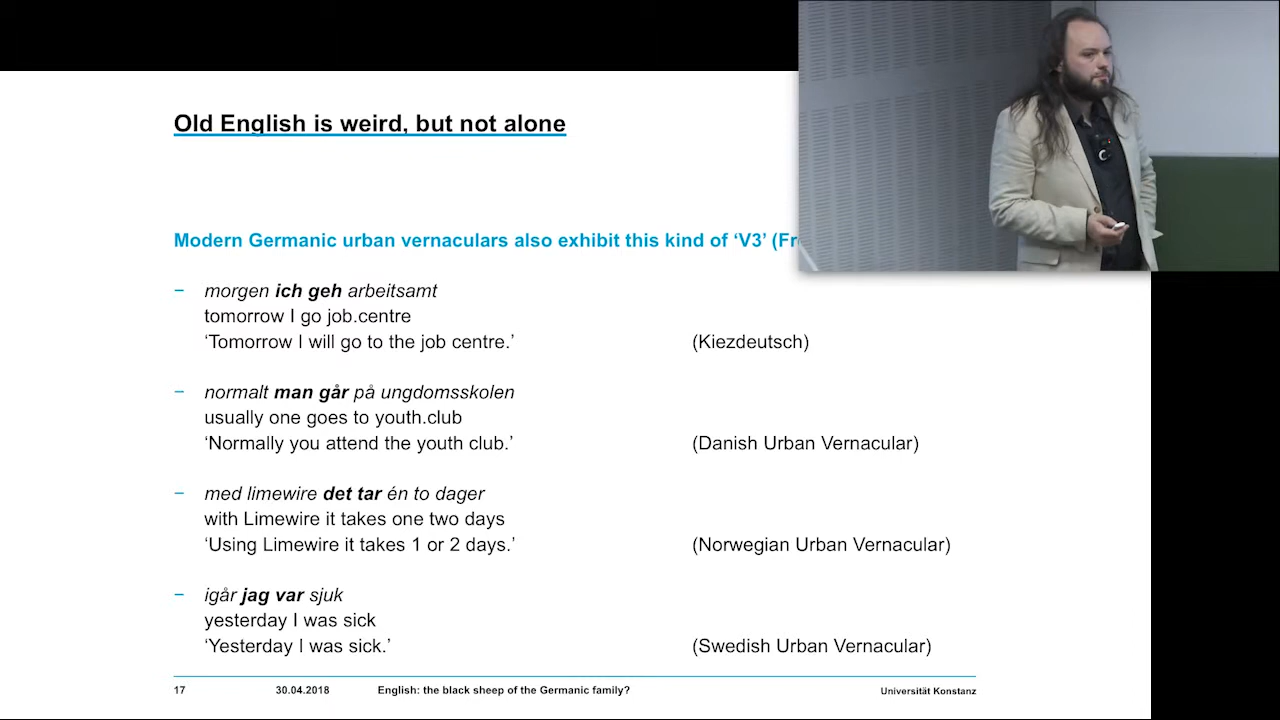 Old English is weird, but not alone
Modern Germanic urban vernaculars also exhibit this kind of ‘V3’
– morgen ich geh arbeitsamt
tomorrow I go job.centre
‘Tomorrow I will go to the job centre.’ (Kiezdeutsch)
– normalt man går på ungdomsskolen
usually one goes to youth.club
‘Normally you attend the youth club.’ (Danish Urban Vernacular)
– med limewire det tar én to dager
with Limewire it takes one two days
‘Using Limewire it takes 1 or 2 days.’ (Norwegian Urban Vernacular)
– igår jag var sjuk
yesterday I was sick
‘Yesterday I was sick.’ (Swedish Urban Vernacular)
17 30.04.2018 English: the black sheep of the Germanic family? Universität Konstanz